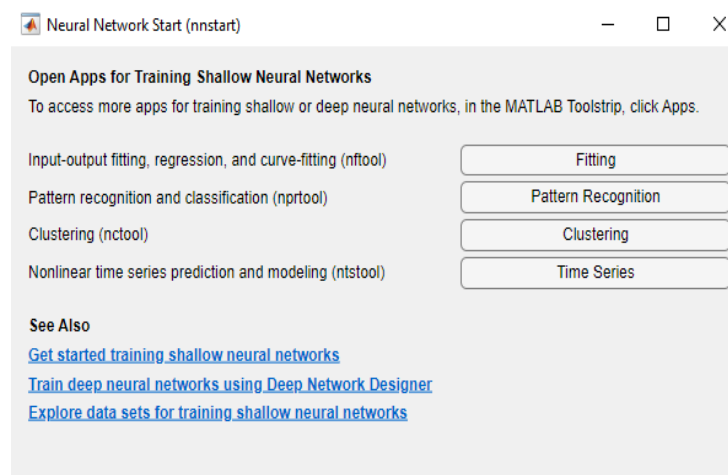 Neural Network Start (nnstart)
Open Apps for Training Shallow Neural Networks
To access more apps for training shallow or deep neural networks, in the MATLAB Toolstrip, click Apps.
Input-output fitting, regression, and curve-fitting (nftool) Fitting
Pattern recognition and classification (nprtool) Pattern Recognition
Clustering (nctool) Clustering
Nonlinear time series prediction and modeling (ntstool) Time Series
See Also
Get started training shallow neural networks
Train deep neural networks using Deep Network Designer
Explore data sets for training shallow neural networks